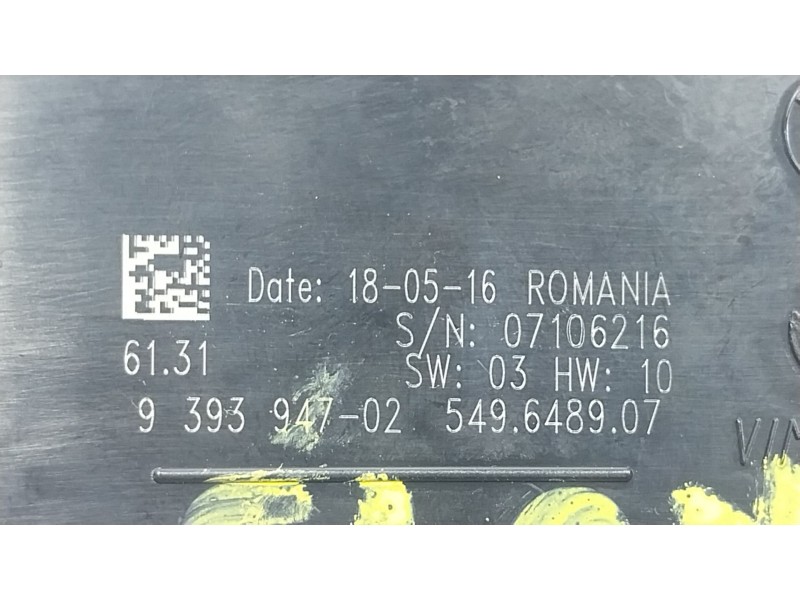 Date: 18-05-16 ROMANIA
S/N: 07106216
61.31
SW: 03 HW: 10
9 393 947-02 549.6489.07